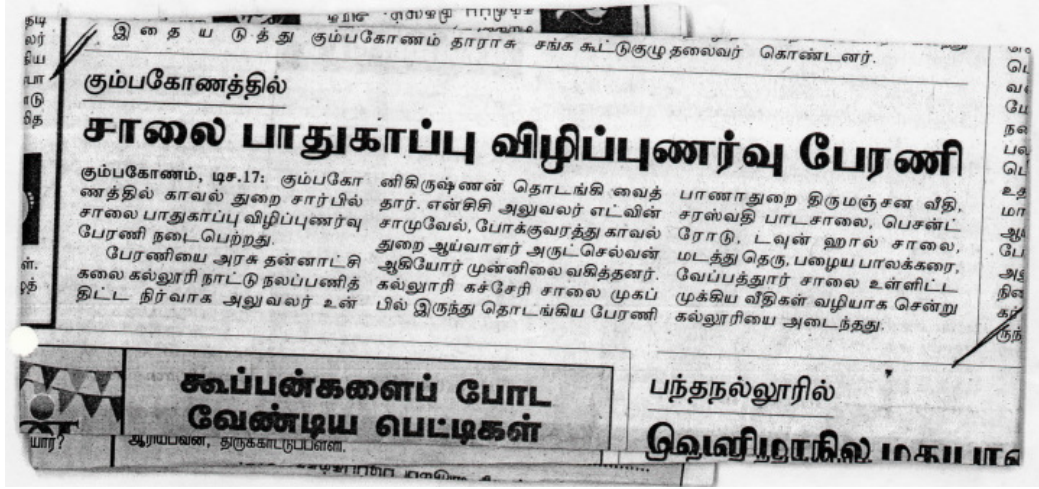 இதையடுத்து கும்பகோணம் தாராசு சங்க கூட்டுகுழு தலைவர் கொண்டனர்.
கும்பகோணத்தில்
சாலை பாதுகாப்பு விழிப்புணர்வு பேரணி
கும்பகோணம், டிச.17: கும்பகோ
ணத்தில் காவல் துறை சார்பில்
சாலை பாதுகாப்பு விழிப்புணர்வு
பேரணி நடைபெற்றது.
பேரணியை அரசு தன்னாட்சி
கலை கல்லூரி நாட்டு நலப்பணித்
திட்ட நிர்வாக அலுவலர் உன்
னிகிருஷ்ணன் தொடங்கி வைத்
தார். என்சிசி அலுவலர் எட்வின்
சாமுவேல், போக்குவரத்து காவல்
துறை ஆய்வாளர் அருட்செல்வன்
ஆகியோர் முன்னிலை வகித்தனர்.
கல்லூரி கச்சேரி சாலை முகப்
பில் இருந்து தொடங்கிய பேரணி
பாணாதுறை திருமஞ்சன வீதி,
சரஸ்வதி பாடசாலை, பெசன்ட்
ரோடு, டவுன் ஹால் சாலை,
மடத்து தெரு, பழைய பாலக்கரை,
வேப்பத்தூர் சாலை உள்ளிட்ட
முக்கிய வீதிகள் வழியாக சென்று
கல்லூரியை அடைந்தது.
கூப்பன்களைப் போட
வேண்டிய பெட்டிகள்
யார்?
ஆரியபவன், திருக்காட்டுப்பள்ளி.
பந்தநல்லூரில்